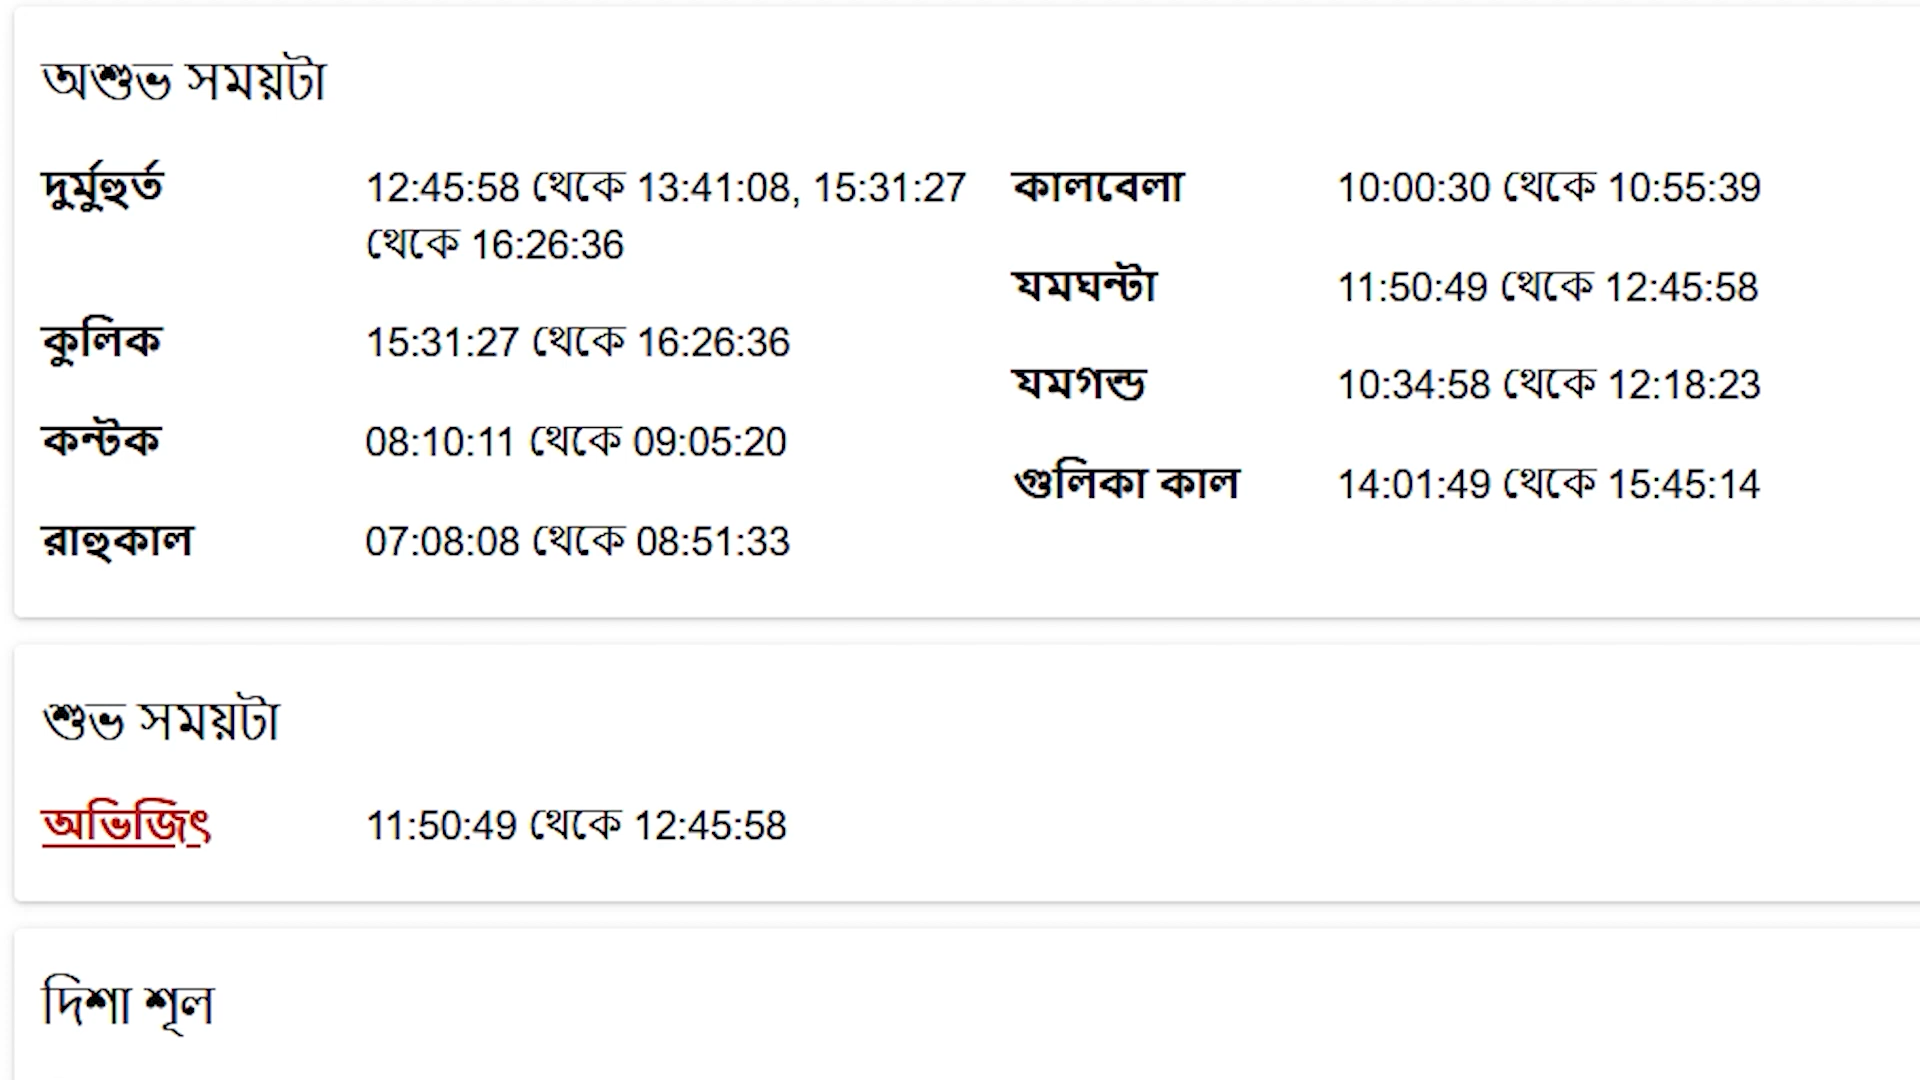 অশুভ সময়টা
দুর্মুহুর্ত 12:45:58 থেকে 13:41:08, 15:31:27
থেকে 16:26:36
কুলিক 15:31:27 থেকে 16:26:36
কন্টক 08:10:11 থেকে 09:05:20
রাহুকাল 07:08:08 থেকে 08:51:33
কালবেলা 10:00:30 থেকে 10:55:39
যমঘন্টা 11:50:49 থেকে 12:45:58
যমগন্ড 10:34:58 থেকে 12:18:23
গুলিকা কাল 14:01:49 থেকে 15:45:14
শুভ সময়টা
অভিজিৎ 11:50:49 থেকে 12:45:58
দিশা শূল